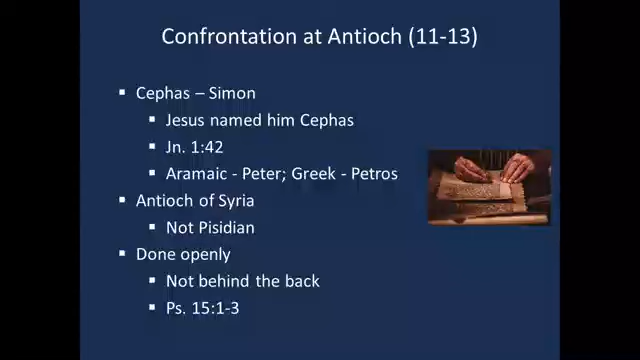 Confrontation at Antioch (11-13)
▪ Cephas – Simon
▪ Jesus named him Cephas
▪ Jn. 1:42
▪ Aramaic - Peter; Greek - Petros
▪ Antioch of Syria
▪ Not Pisidian
▪ Done openly
▪ Not behind the back
▪ Ps. 15:1-3